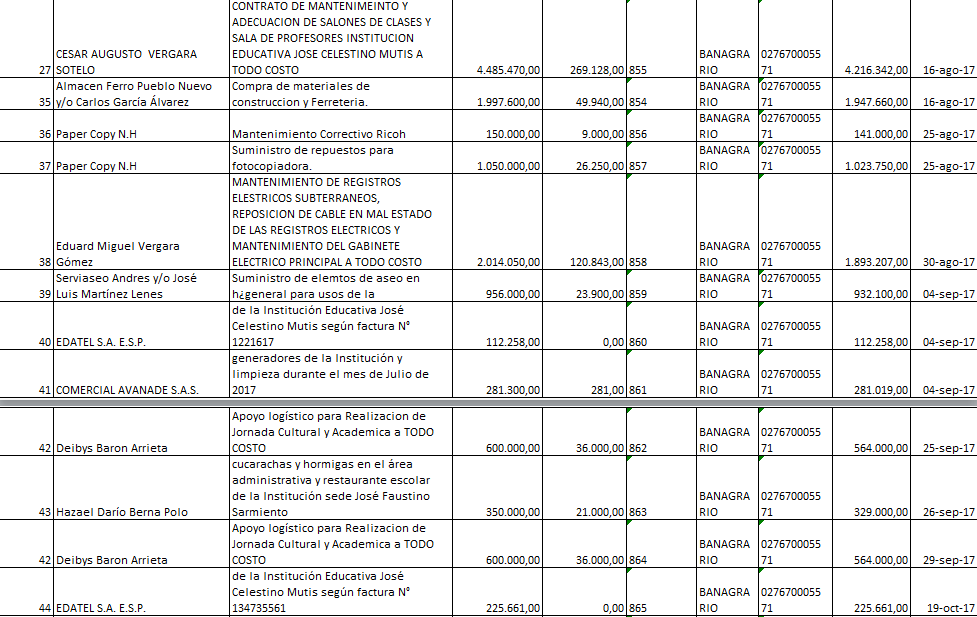 CONTRATO DE MANTENIMEINTO Y
ADECUACION DE SALONES DE CLASES Y
SALA DE PROFESORES INSTITUCION
CESAR AUGUSTO VERGARA EDUCATIVA JOSE CELESTINO MUTIS A BANAGRA 0276700055
27 SOTELO TODO COSTO 4.485.470,00 269.128,00 855 RIO 71 4.216.342,00 16-ago-17
Almacen Ferro Pueblo Nuevo Compra de materiales de BANAGRA 0276700055
35 y/o Carlos García Álvarez construccion y Ferreteria. 1.997.600,00 49.940,00 854 RIO 71 1.947.660,00 16-ago-17
BANAGRA 0276700055
36 Paper Copy N.H Mantenimiento Correctivo Ricoh 150.000,00 9.000,00 856 RIO 71 141.000,00 25-ago-17
Suministro de repuestos para BANAGRA 0276700055
37 Paper Copy N.H fotocopiadora. 1.050.000,00 26.250,00 857 RIO 71 1.023.750,00 25-ago-17
MANTENIMIENTO DE REGISTROS
ELESTRICOS SUBTERRANEOS,
REPOSICION DE CABLE EN MAL ESTADO
DE LAS REGISTROS ELECTRICOS Y
Eduard Miguel Vergara MANTENIMIENTO DEL GABINETE BANAGRA 0276700055
38 Gómez ELECTRICO PRINCIPAL A TODO COSTO 2.014.050,00 120.843,00 858 RIO 71 1.893.207,00 30-ago-17
Serviaseo Andres y/o José Suministro de elemtos de aseo en BANAGRA 0276700055
39 Luis Martínez Lenes h¿general para usos de la 956.000,00 23.900,00 859 RIO 71 932.100,00 04-sep-17
de la Institución Educativa José
Celestino Mutis según factura N° BANAGRA 0276700055
40 EDATEL S.A. E.S.P. 1221617 112.258,00 0,00 860 RIO 71 112.258,00 04-sep-17
generadores de la Institución y
limpieza durante el mes de Julio de BANAGRA 0276700055
41 COMERCIAL AVANADE S.A.S. 2017 281.300,00 281,00 861 RIO 71 281.019,00 04-sep-17
Apoyo logístico para Realizacion de
Jornada Cultural y Academica a TODO BANAGRA 0276700055
42 Deibys Baron Arrieta COSTO 600.000,00 36.000,00 862 RIO 71 564.000,00 25-sep-17
cucarachas y hormigas en el área
administrativa y restaurante escolar
de la Institución sede José Faustino BANAGRA 0276700055
43 Hazael Darío Berna Polo Sarmiento 350.000,00 21.000,00 863 RIO 71 329.000,00 26-sep-17
Apoyo logístico para Realizacion de
Jornada Cultural y Academica a TODO BANAGRA 0276700055
42 Deibys Baron Arrieta COSTO 600.000,00 36.000,00 864 RIO 71 564.000,00 29-sep-17
de la Institución Educativa José
Celestino Mutis según factura N° BANAGRA 0276700055
44 EDATEL S.A. E.S.P. 134735561 225.661,00 0,00 865 RIO 71 225.661,00 19-oct-17